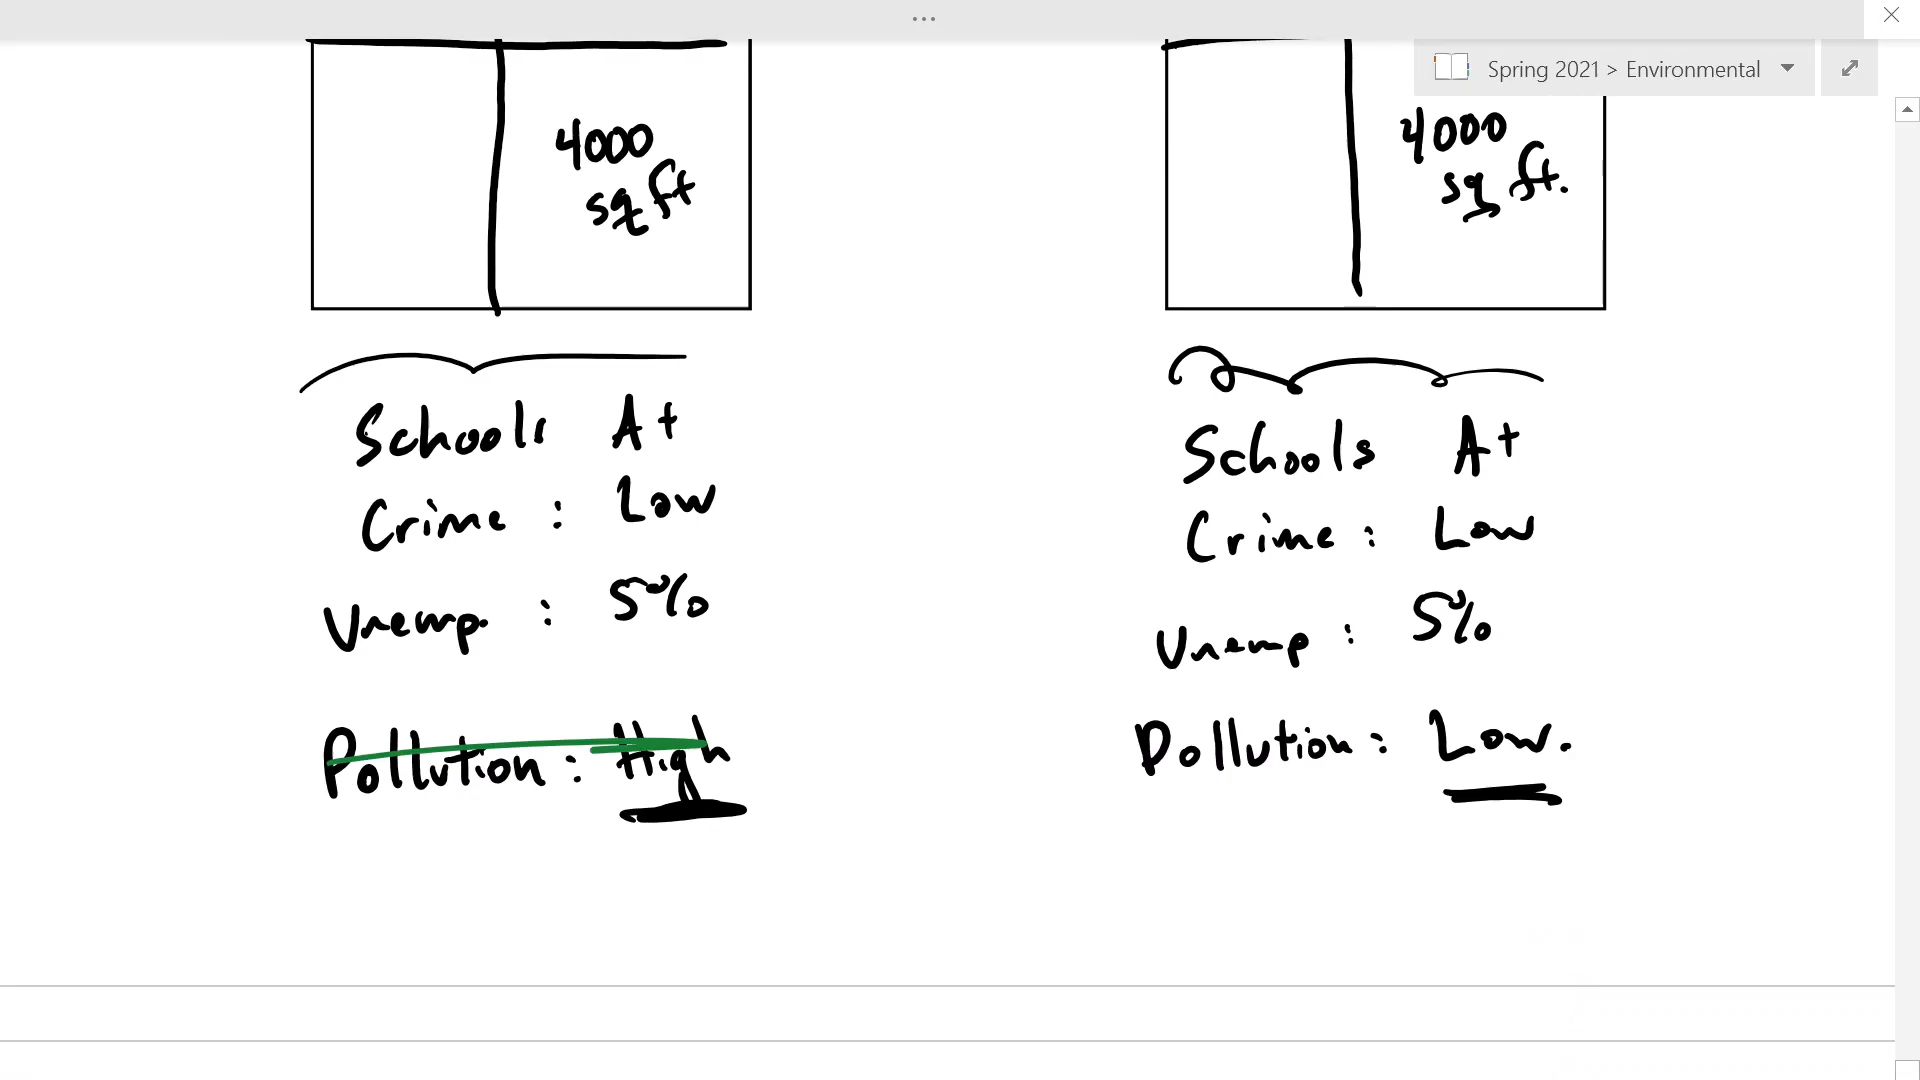 Spring 2021 > Environmental
4000
sq ft
Schools A+
Crime : Low
Unemp. : 5%
Pollution : High
4000
sq ft.
Schools A+
Crime : Low
Unemp : 5%
Pollution : Low.